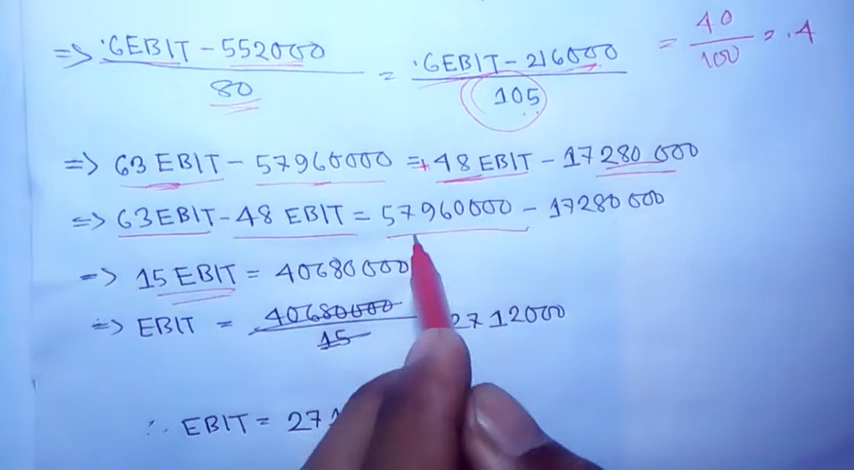 => .6EBIT - 552000 / 80 = .6EBIT - 216000 / 105 = 40 / 100 = .4
=> 63 EBIT - 57960000 = + 48 EBIT - 17280000
=> 63EBIT - 48 EBIT = 57960000 - 17280000
=> 15 EBIT = 40680000
=> EBIT = 40680000 / 15 2712000
∴ EBIT = 27